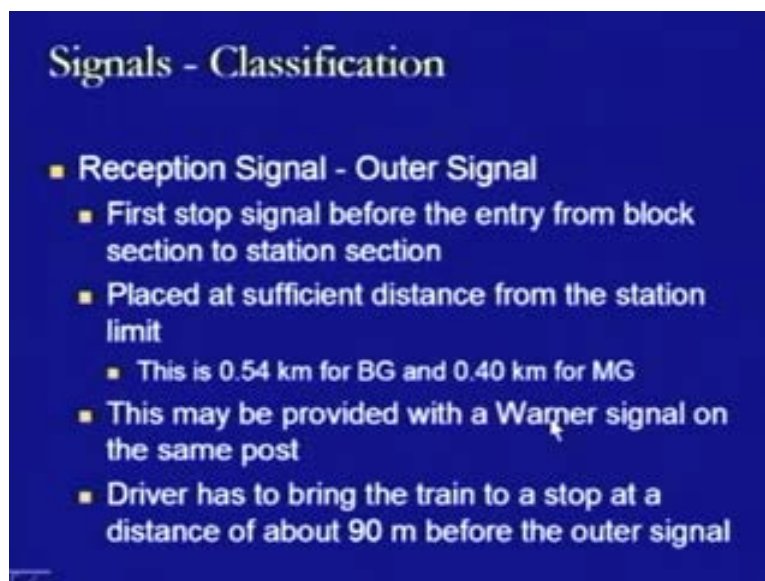 Signals - Classification
Reception Signal - Outer Signal
First stop signal before the entry from block
section to station section
Placed at sufficient distance from the station
limit
This is 0.54 km for BG and 0.40 km for MG
This may be provided with a Warner signal on
the same post
Driver has to bring the train to a stop at a
distance of about 90 m before the outer signal